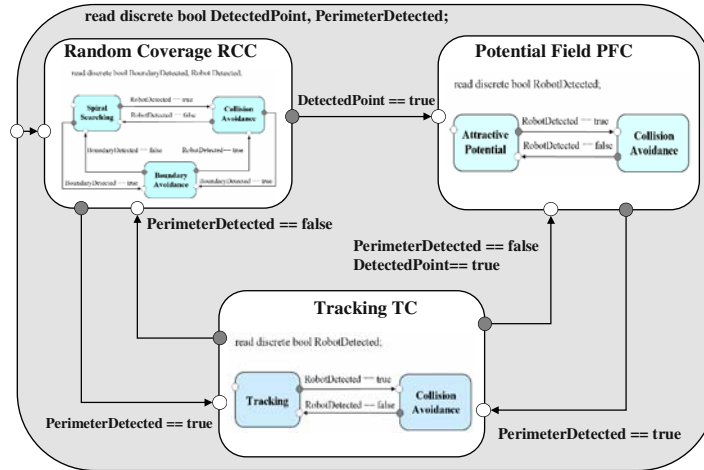 read discrete bool DetectedPoint, PerimeterDetected;
Random Coverage RCC
read discrete bool BoundaryDetected, Robot Detected;
Spiral
Searching
RobotDetected == true
RobotDetected == false
Collision
Avoidance
BoundaryDetected == false
RobotDetected == true
Boundary
Avoidance
BoundaryDetected == true
BoundaryDetected == true
DetectedPoint == true
Potential Field PFC
read discrete bool RobotDetected;
Attractive
Potential
RobotDetected == true
RobotDetected == false
Collision
Avoidance
PerimeterDetected == false
PerimeterDetected == false
DetectedPoint== true
Tracking TC
read discrete bool RobotDetected;
Tracking
RobotDetected == true
RobotDetected == false
Collision
Avoidance
PerimeterDetected == true
PerimeterDetected == true